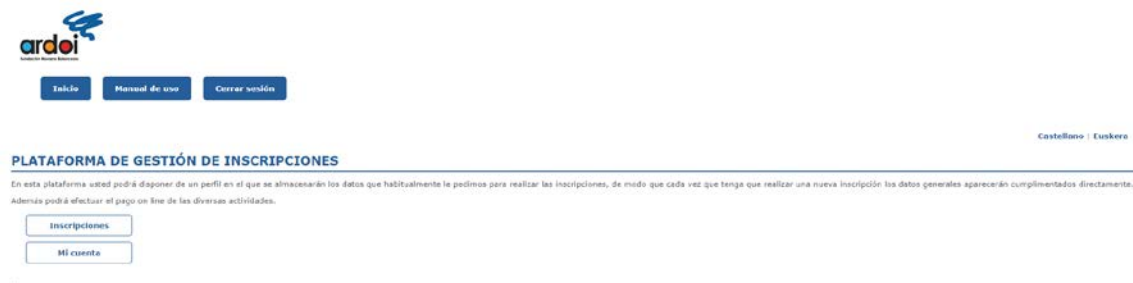 ardoi
Inicio
Manual de uso
Cerrar sesión
Castellano | Euskera
PLATAFORMA DE GESTIÓN DE INSCRIPCIONES
En esta plataforma usted podrá disponer de un perfil en el que se almacenarán los datos que habitualmente le pedimos para realizar las inscripciones, de modo que cada vez que tenga que realizar una nueva inscripción los datos generales aparecerán cumplimentados directamente.
Además podrá efectuar el pago on line de las diversas actividades.
Inscripciones
Mi cuenta